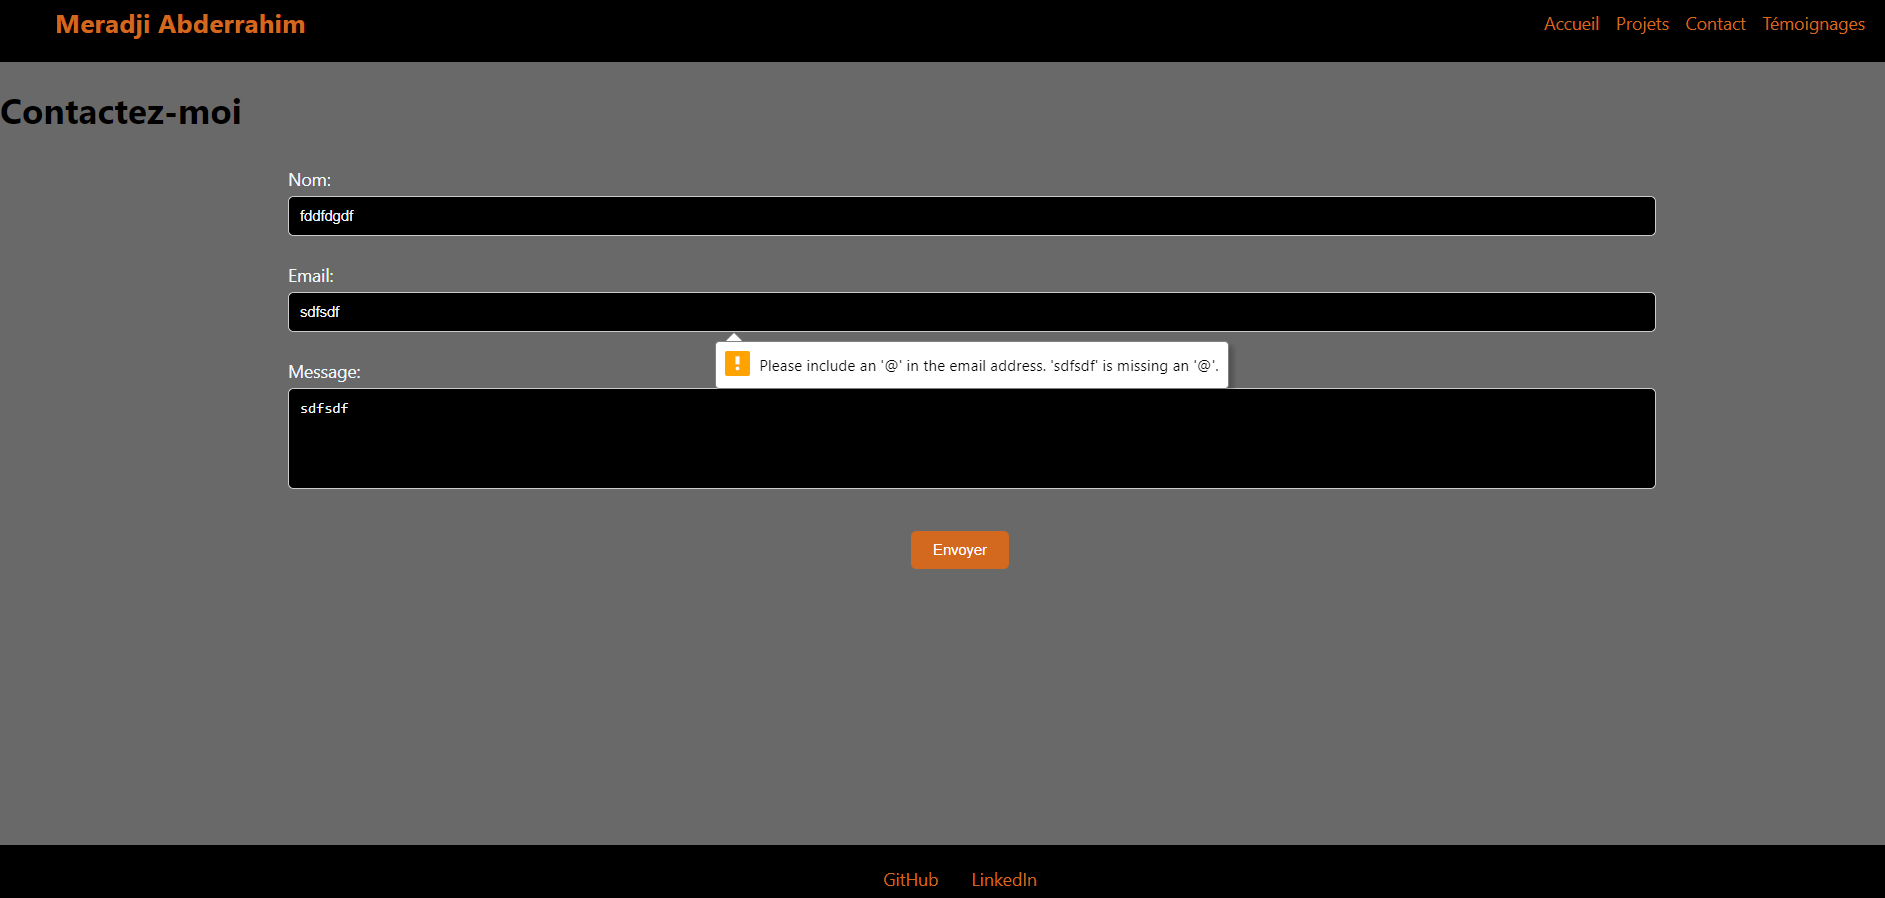 Meradji Abderrahim
Accueil Projets Contact Témoignages
Contactez-moi
Nom:
fddfdgdf
Email:
sdfsdf
Please include an '@' in the email address. 'sdfsdf' is missing an '@'.
Message:
sdfsdf
Envoyer
GitHub LinkedIn